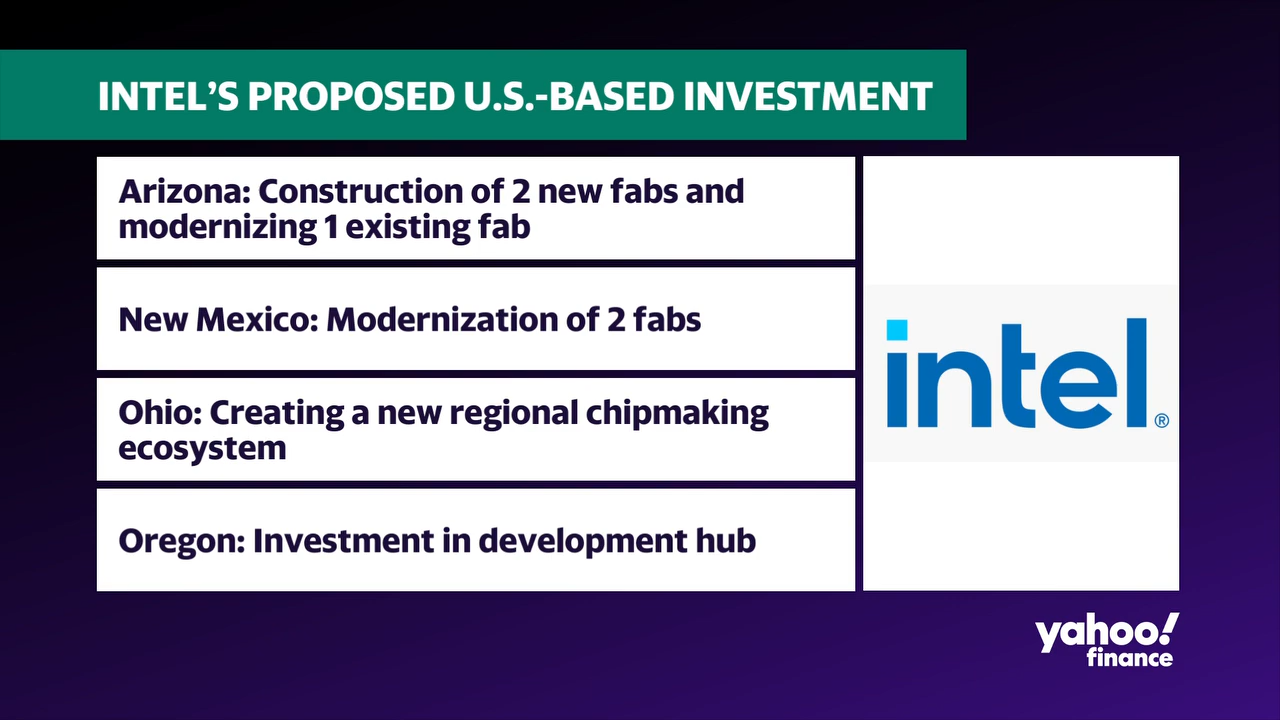 INTEL’S PROPOSED U.S.-BASED INVESTMENT
Arizona: Construction of 2 new fabs and
modernizing 1 existing fab
New Mexico: Modernization of 2 fabs
Ohio: Creating a new regional chipmaking
ecosystem
Oregon: Investment in development hub
intel®
yahoo!
finance